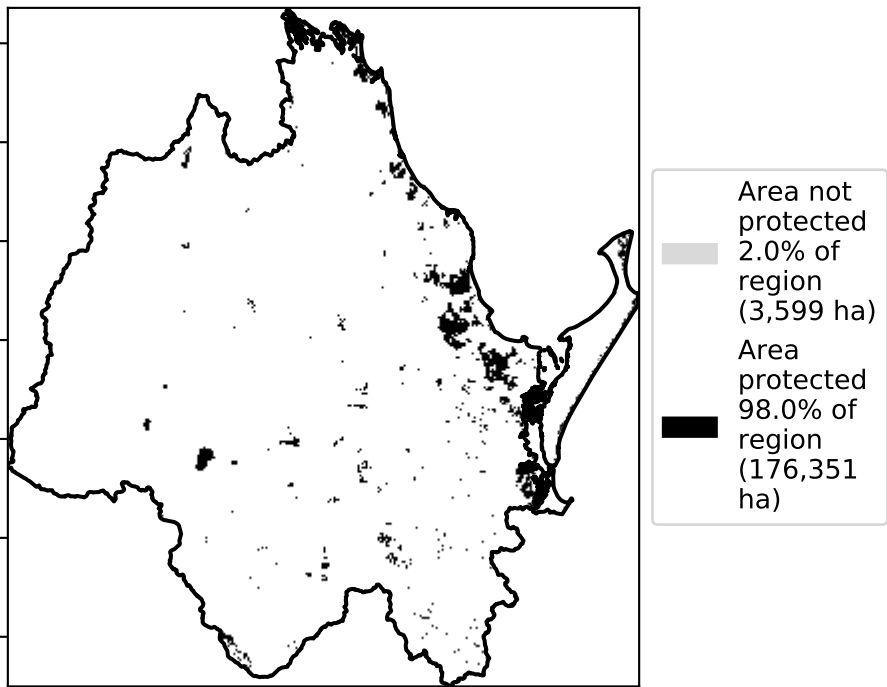 Area not
protected
2.0% of
region
(3,599 ha)
Area
protected
98.0% of
region
(176,351
ha)